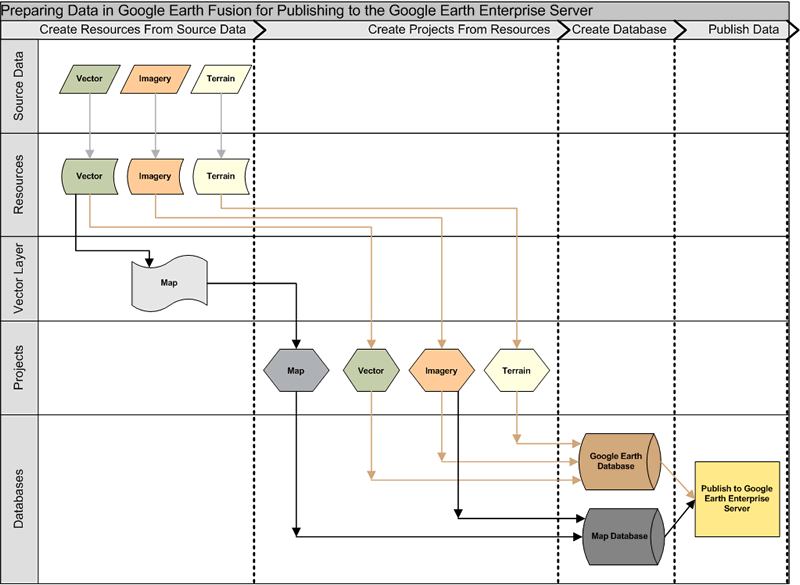 Preparing Data in Google Earth Fusion for Publishing to the Google Earth Enterprise Server
Create Resources From Source Data
Create Projects From Resources
Create Database
Publish Data
Source Data
Vector
Imagery
Terrain
Resources
Vector
Imagery
Terrain
Vector Layer
Map
Projects
Map
Vector
Imagery
Terrain
Databases
Google Earth
Database
Map Database
Publish to Google
Earth Enterprise
Server